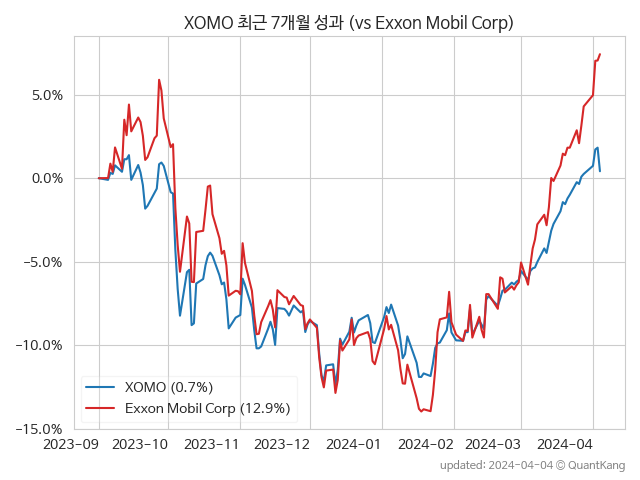 XOMO 최근 7개월 성과 (vs Exxon Mobil Corp)
5.0%
0.0%
−5.0%
−10.0%
−15.0%
XOMO (0.7%)
Exxon Mobil Corp (12.9%)
2023-09 2023-10 2023-11 2023-12 2024-01 2024-02 2024-03 2024-04
updated: 2024-04-04 © QuantKang